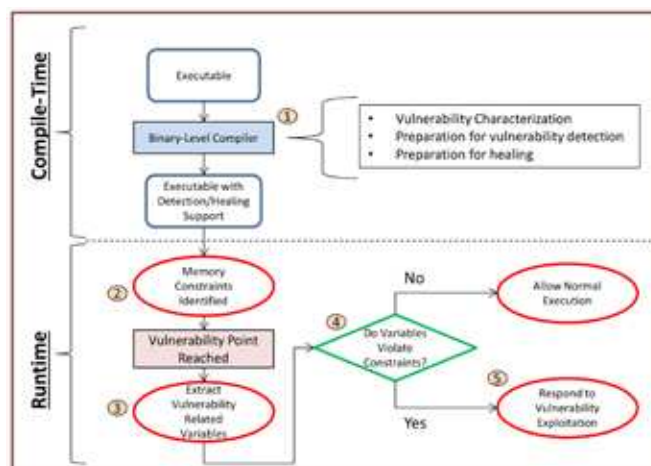 Compile-Time
Executable
①
Binary-Level Compiler
• Vulnerability Characterization
• Preparation for vulnerability detection
• Preparation for healing
Executable with
Detection/Healing
Support
Runtime
②
Memory
Constraints
Identified
Vulnerability Point
Reached
③
Extract
Vulnerability
Related
Variables
④
Do Variables
Violate
Constraints?
No
Allow Normal
Execution
Yes
⑤
Respond to
Vulnerability
Exploitation